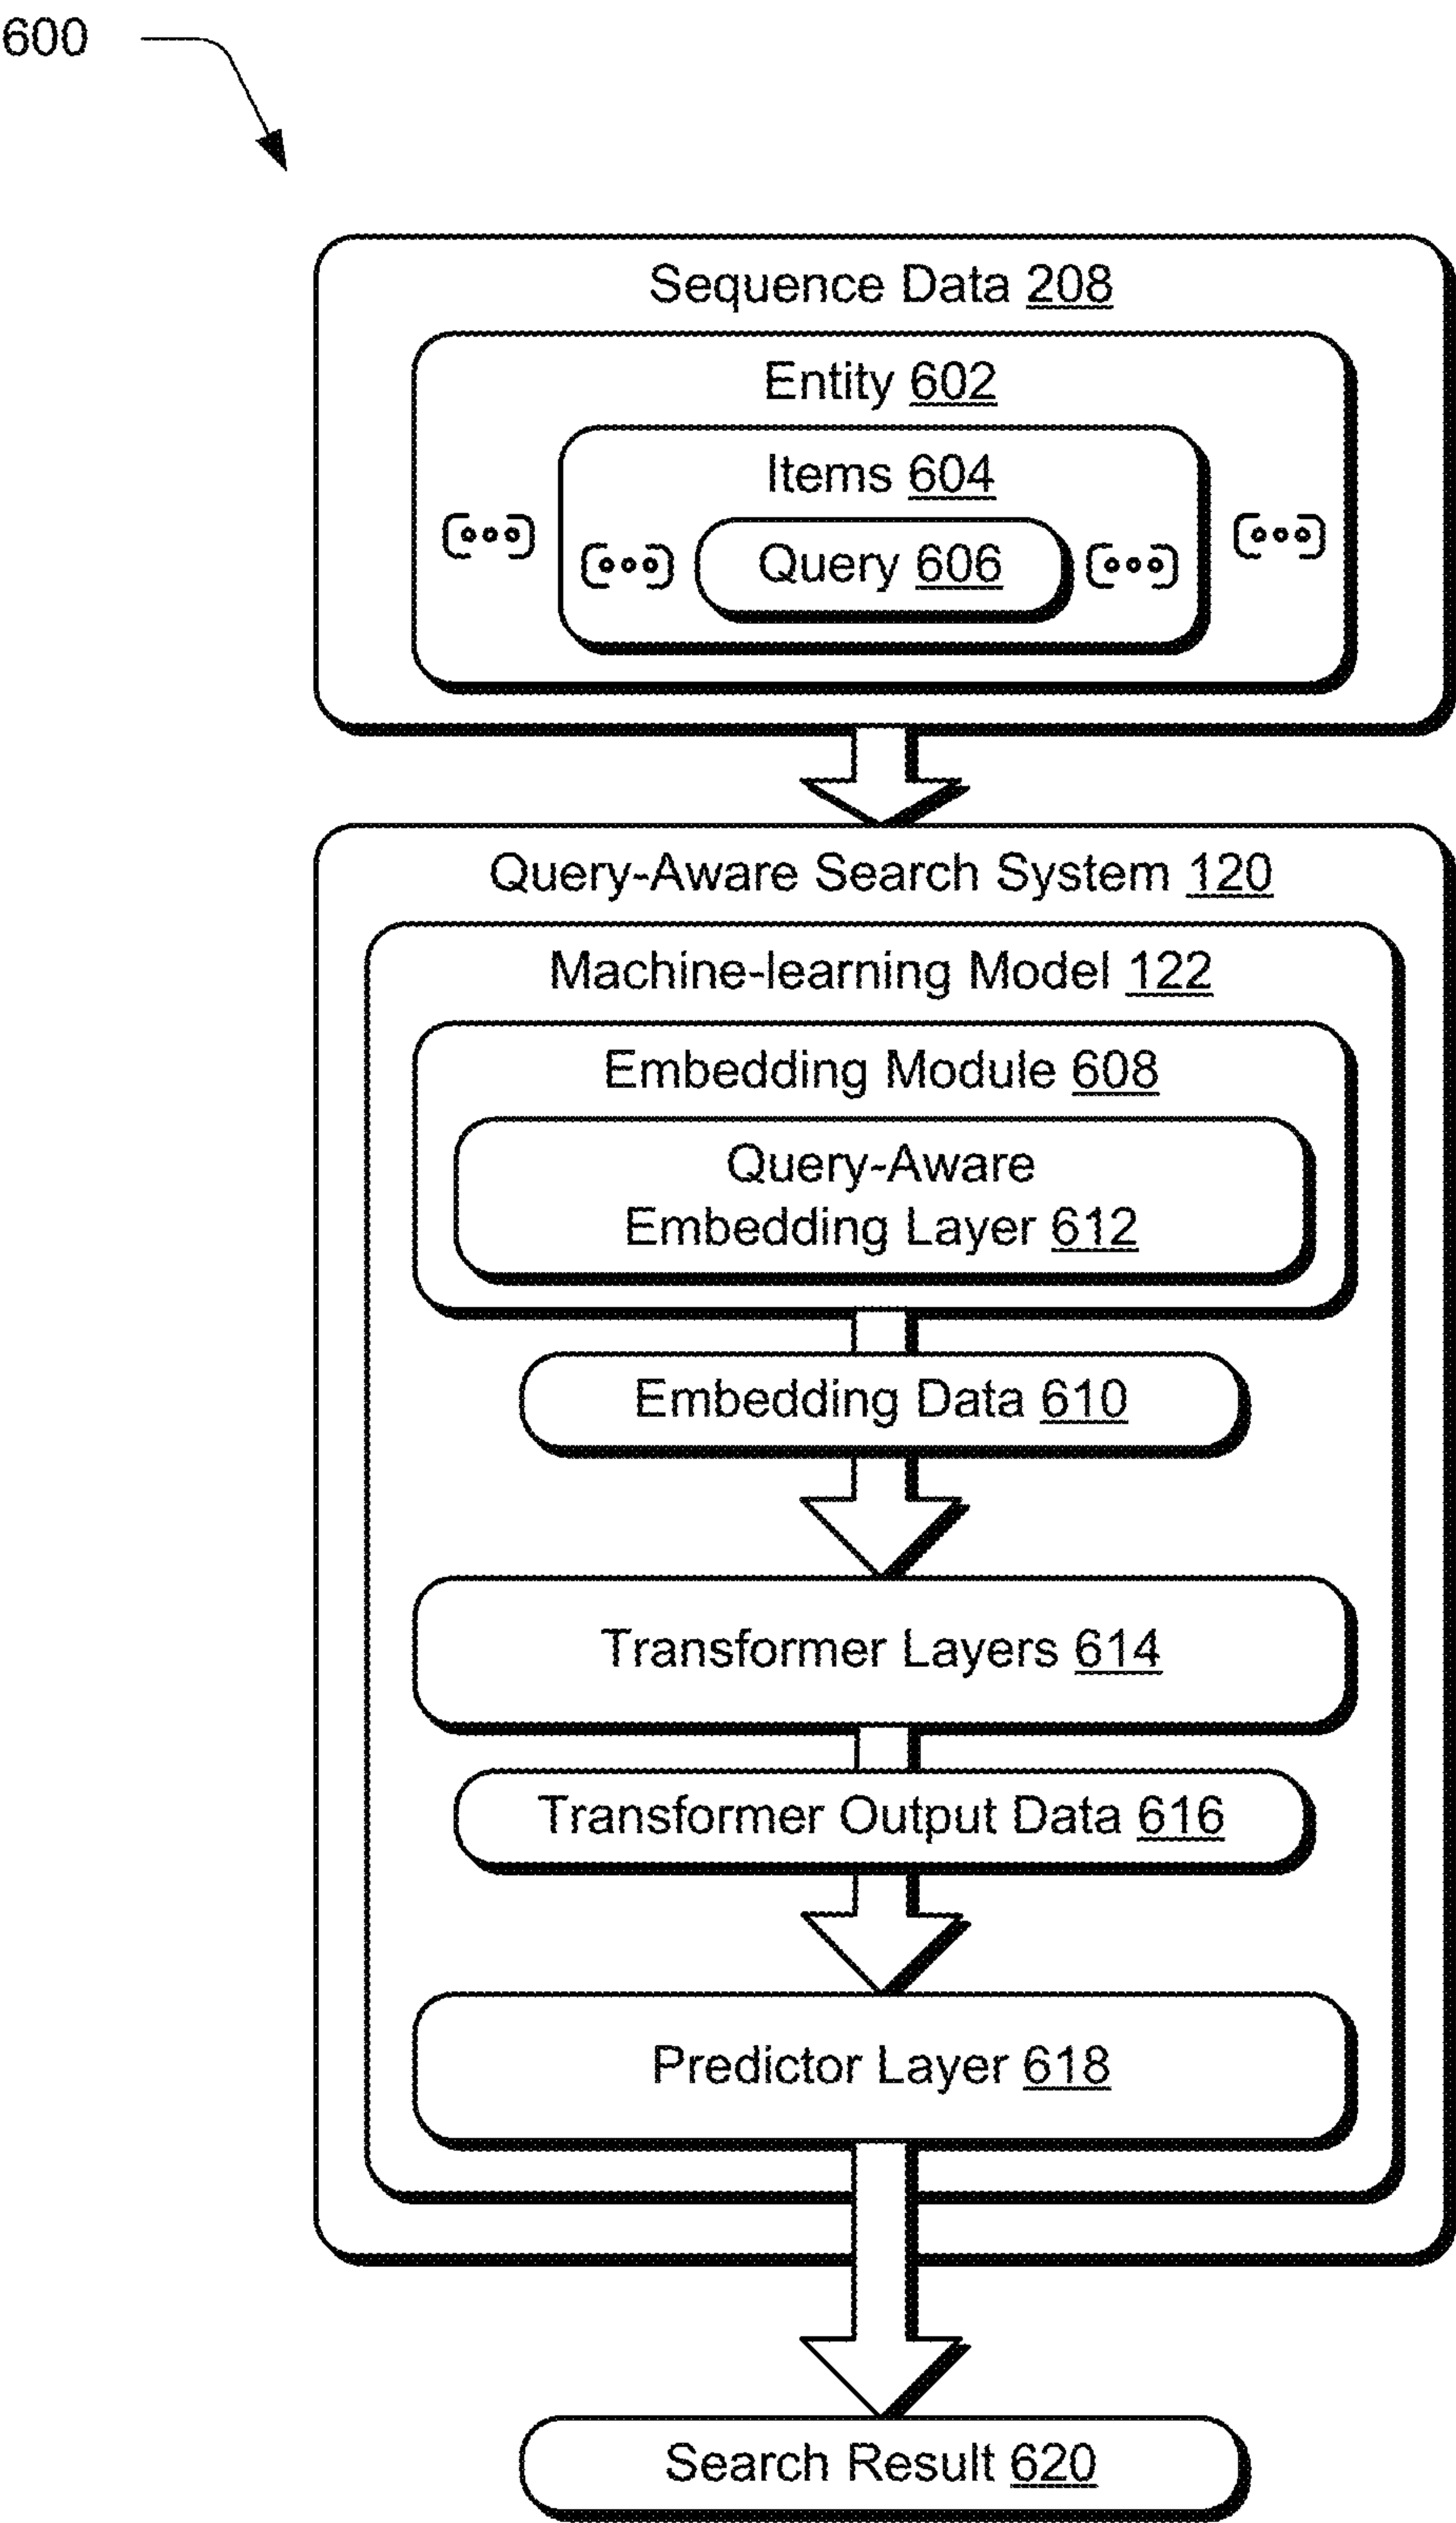 600
Sequence Data 208
Entity 602
Items 604
Query 606
Query-Aware Search System 120
Machine-learning Model 122
Embedding Module 608
Query-Aware
Embedding Layer 612
Embedding Data 610
Transformer Layers 614
Transformer Output Data 616
Predictor Layer 618
Search Result 620